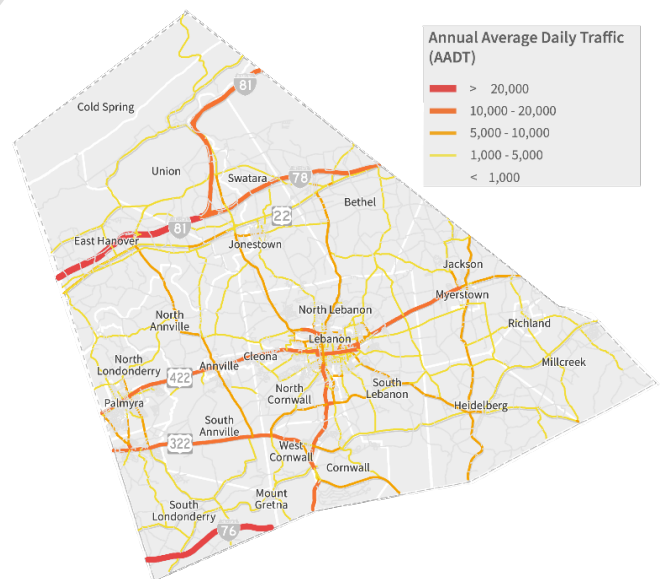 Annual Average Daily Traffic
(AADT)
> 20,000
10,000 - 20,000
5,000 - 10,000
1,000 - 5,000
< 1,000
81
Cold Spring
Union
Swatara
78
Bethel
22
81
East Hanover
Jonestown
Jackson
Myerstown
North
Annville
North Lebanon
Richland
Lebanon
North
Londonderry
Annville
Cleona
Millcreek
422
North
Cornwall
South
Lebanon
Palmyra
Heidelberg
South
Annville
322
West
Cornwall
Cornwall
Mount
Gretna
South
Londonderry
76